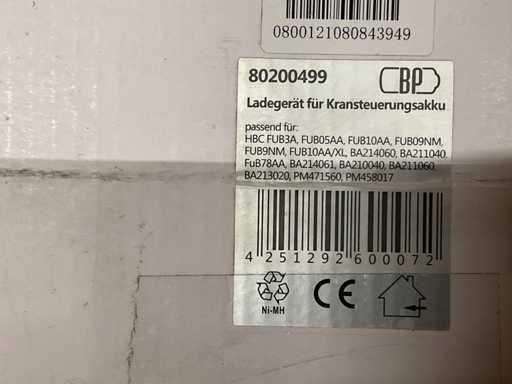 0800121080843949
80200499
BP
Ladegerät für Kransteuerungsakku
passend für:
HBC FUB3A, FUB05AA, FUB10AA, FUB09NM,
FUB9NM, FUB10AA/XL, BA214060, BA211040,
FuB78AA, BA214061, BA210040, BA211060,
BA213020, PM471560, PM458017
4 251292 600072
Ni-MH
CE